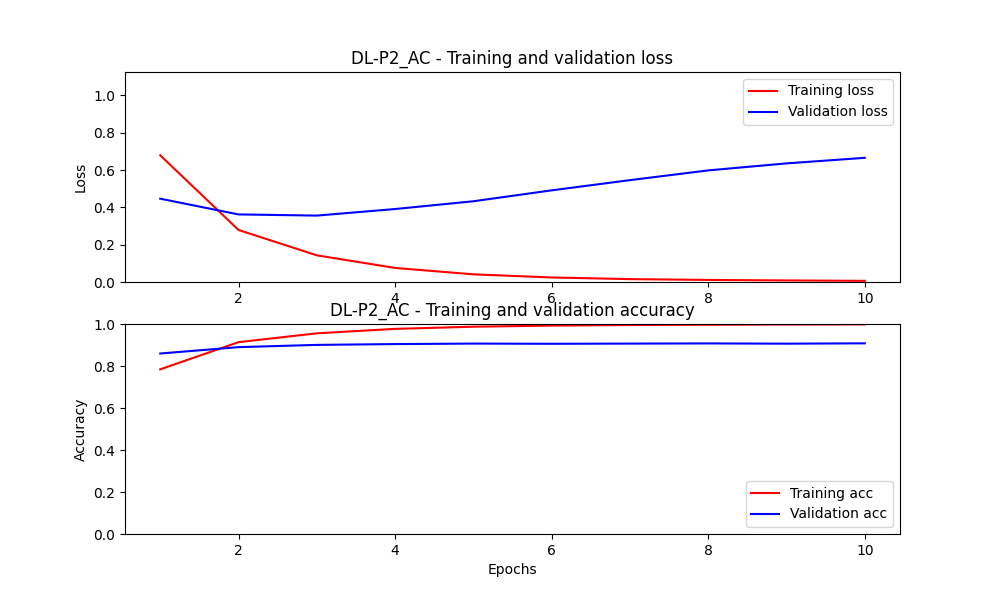 DL-P2_AC - Training and validation loss
1.0
0.8
0.6
0.4
0.2
0.0
Loss
Training loss
Validation loss
2 4 6 8 10
DL-P2_AC - Training and validation accuracy
1.0
0.8
0.6
0.4
0.2
0.0
Accuracy
Training acc
Validation acc
2 4 6 8 10
Epochs